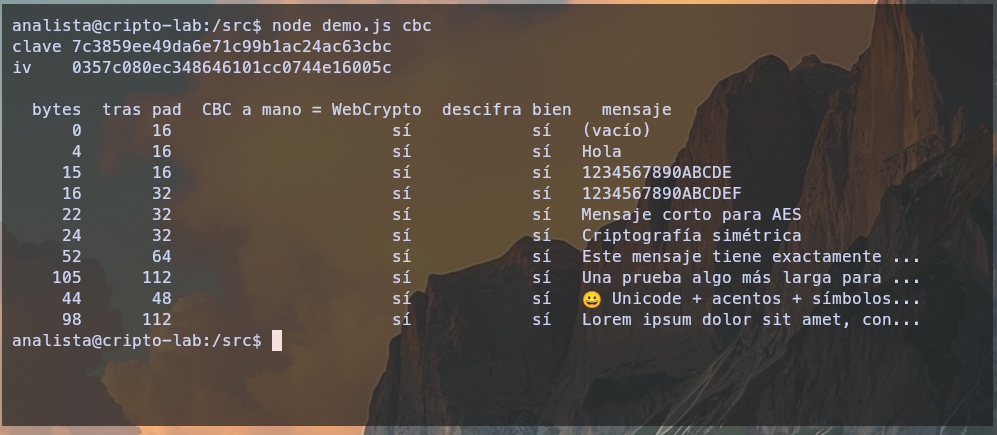 analista@cripto-lab:/src$ node demo.js cbc
clave 7c3859ee49da6e71c99b1ac24ac63cbc
iv    0357c080ec348646101cc0744e16005c
bytes  tras pad  CBC a mano = WebCrypto  descifra bien   mensaje
0       16                      sí            sí   (vacío)
4       16                      sí            sí   Hola
15       16                      sí            sí   1234567890ABCDE
16       32                      sí            sí   1234567890ABCDEF
22       32                      sí            sí   Mensaje corto para AES
24       32                      sí            sí   Criptografía simétrica
52       64                      sí            sí   Este mensaje tiene exactamente ...
105      112                      sí            sí   Una prueba algo más larga para ...
44       48                      sí            sí   😀 Unicode + acentos + símbolos...
98      112                      sí            sí   Lorem ipsum dolor sit amet, con...
analista@cripto-lab:/src$